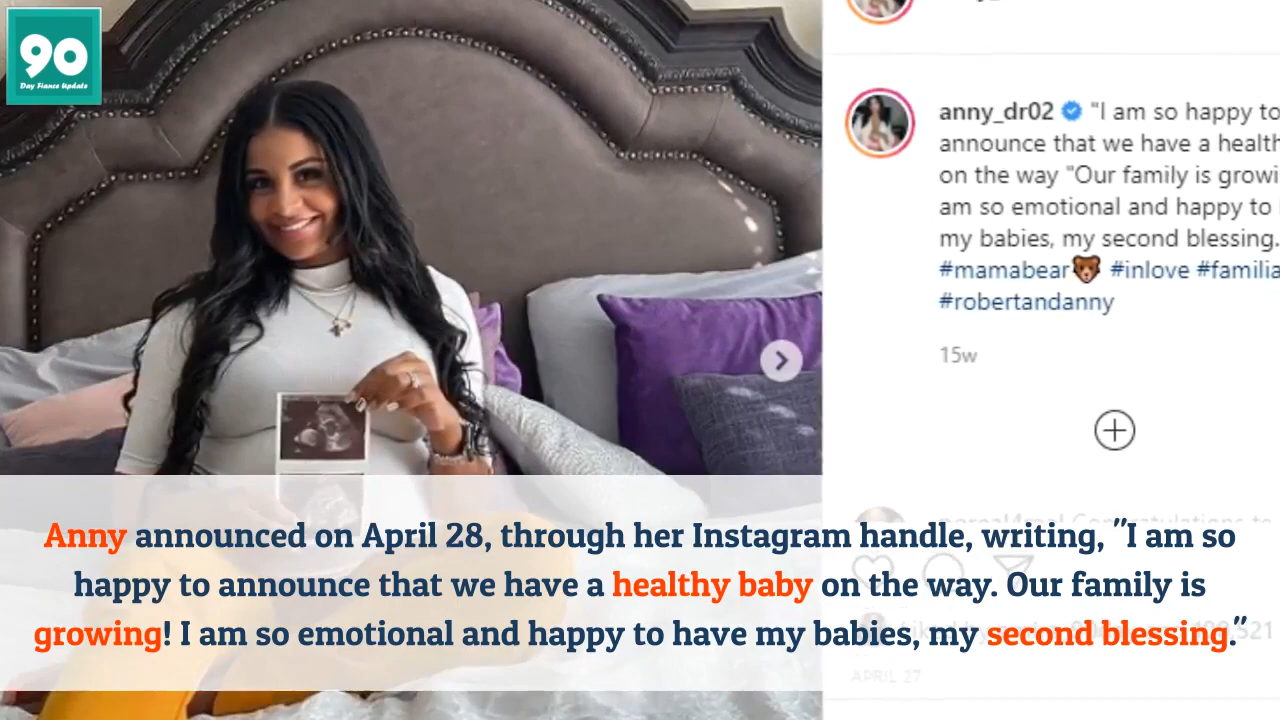 90
Day Fiance Update
anny_dr02 "I am so happy to
announce that we have a health
on the way "Our family is growi
am so emotional and happy to
my babies, my second blessing.
#mamabear🐻 #inlove #familia
#robertandanny
15w
Anny announced on April 28, through her Instagram handle, writing, "I am so
happy to announce that we have a healthy baby on the way. Our family is
growing! I am so emotional and happy to have my babies, my second blessing."
APRIL 27